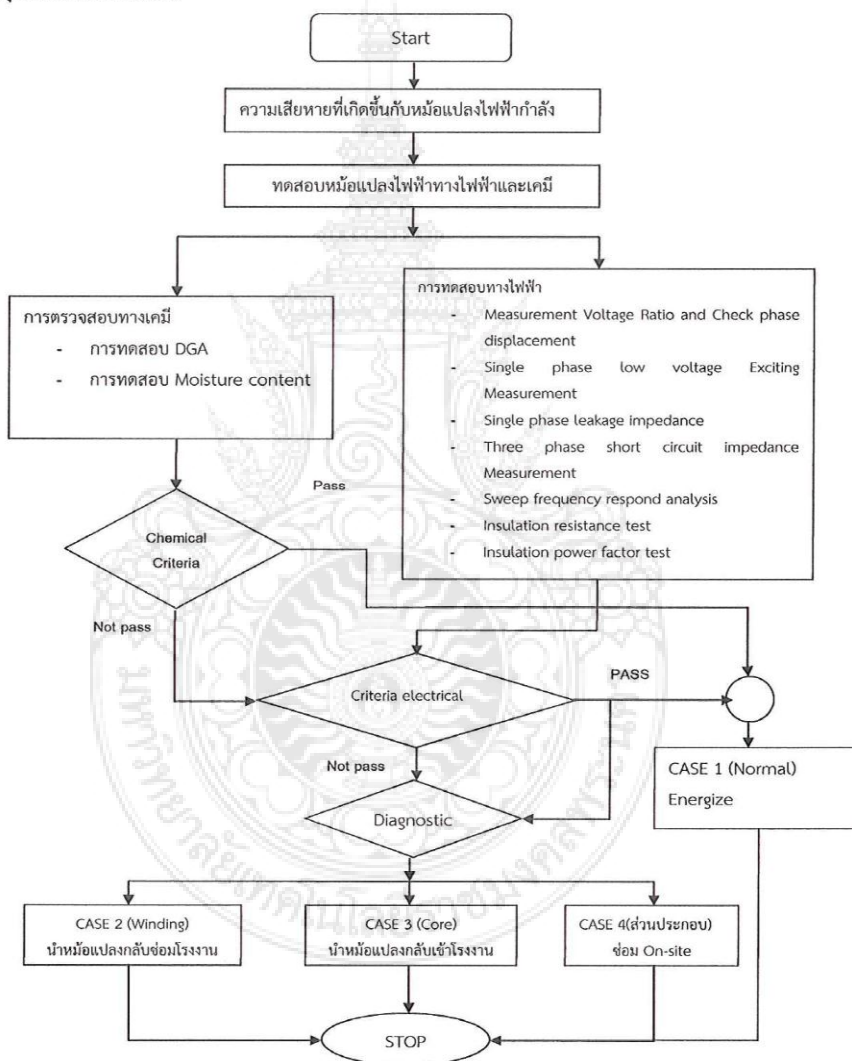 Start
ความเสียหายที่เกิดขึ้นกับหม้อแปลงไฟฟ้ากำลัง
ทดสอบหม้อแปลงไฟฟ้าทางไฟฟ้าและเคมี
การตรวจสอบทางเคมี
- การทดสอบ DGA
- การทดสอบ Moisture content
การทดสอบทางไฟฟ้า
- Measurement Voltage Ratio and Check phase
displacement
- Single phase low voltage Exciting
Measurement
- Single phase leakage impedance
- Three phase short circuit impedance
Measurement
- Sweep frequency respond analysis
- Insulation resistance test
- Insulation power factor test
Pass
Chemical
Criteria
Not pass
Criteria electrical
PASS
Not pass
CASE 1 (Normal)
Energize
Diagnostic
CASE 2 (Winding)
นำหม้อแปลงกลับซ่อมโรงงาน
CASE 3 (Core)
นำหม้อแปลงกลับเข้าโรงงาน
CASE 4(ส่วนประกอบ)
ซ่อม On-site
STOP